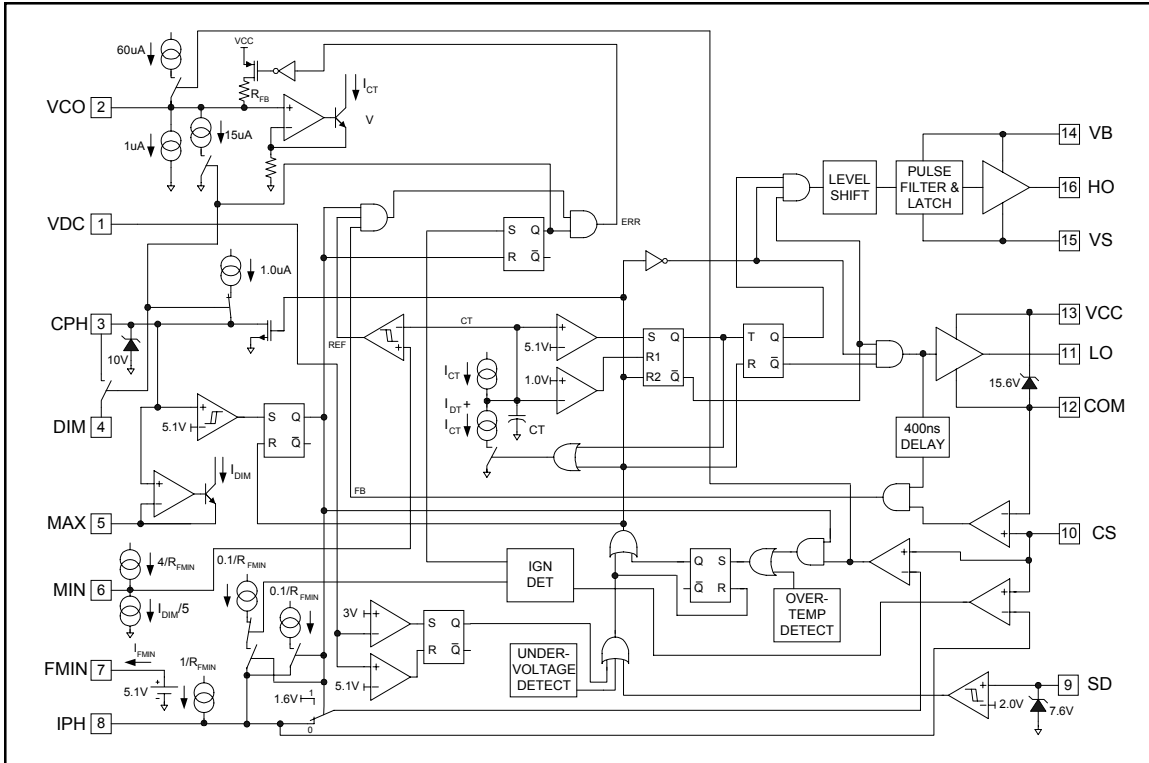 60uA
VCC
R_FB
I_CT
V
VCO 2
1uA
15uA
+
-
VDC 1
ERR
S Q
R Q̅
1.0uA
CPH 3
10V
REF
CT
DIM 4
5.1V
+
-
S Q
R Q̅
I_DIM
MAX 5
+
-
I_CT
I_DT +
I_CT
CT
+
-
5.1V
1.0V
+
-
S Q
R1
R2 Q̅
T Q
R Q̅
LEVEL
SHIFT
PULSE
FILTER &
LATCH
14 VB
16 HO
15 VS
13 VCC
11 LO
15.6V
12 COM
400ns
DELAY
FB
10 CS
4/R_FMIN
MIN 6
I_DIM/5
0.1/R_FMIN
0.1/R_FMIN
IGN
DET
Q S
Q̅ R
OVER-
TEMP
DETECT
3V
+
-
S Q
R Q̅
+
-
5.1V
UNDER-
VOLTAGE
DETECT
I_FMIN
FMIN 7
5.1V
+
-
1/R_FMIN
1.6V
1
0
IPH 8
+
-
2.0V
9 SD
7.6V